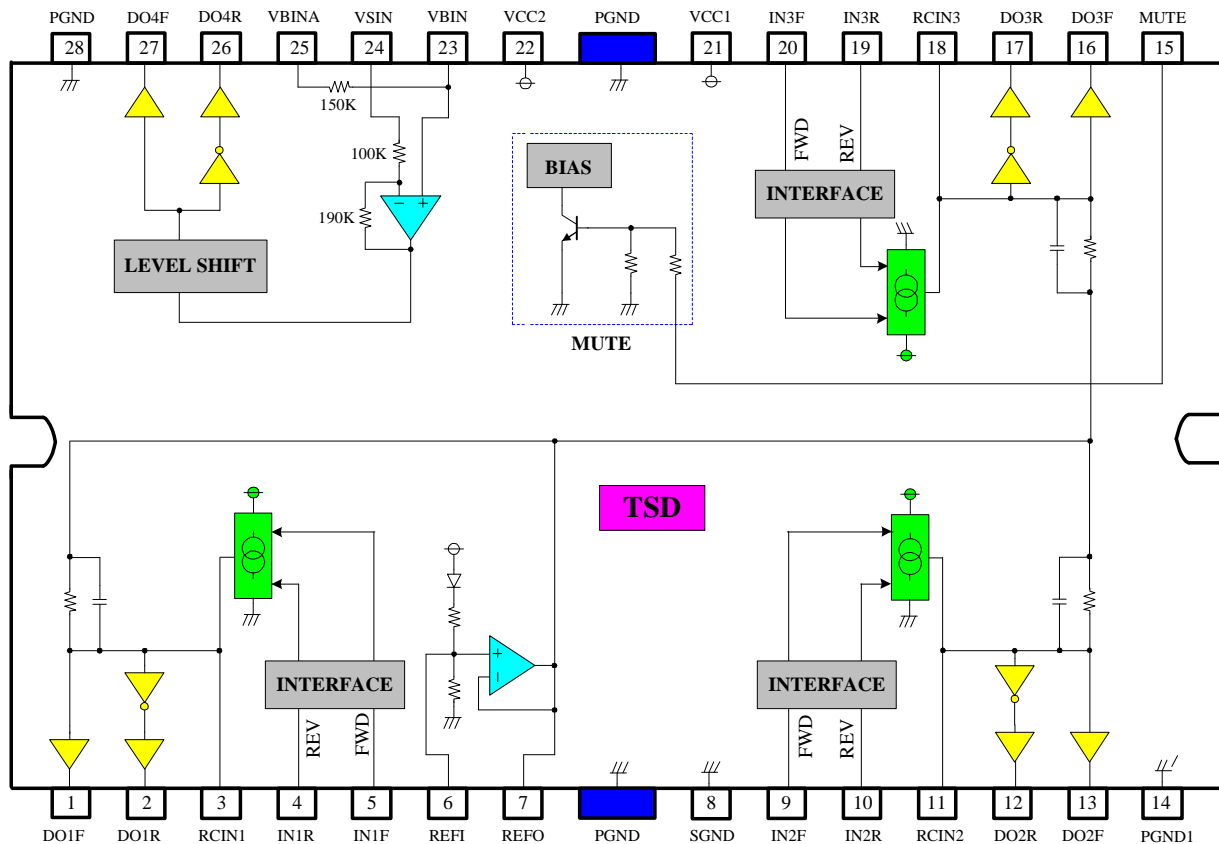 PGND DO4F DO4R VBINA VSIN VBIN VCC2 PGND VCC1 IN3F IN3R RCIN3 DO3R DO3F MUTE
28 27 26 25 24 23 22 21 20 19 18 17 16 15
150K
FWD REV
100K
BIAS
INTERFACE
190K
LEVEL SHIFT
MUTE
TSD
INTERFACE
+
−
INTERFACE
REV FWD
FWD REV
1 2 3 4 5 6 7 8 9 10 11 12 13 14
DO1F DO1R RCIN1 IN1R IN1F REFI REFO PGND SGND IN2F IN2R RCIN2 DO2R DO2F PGND1